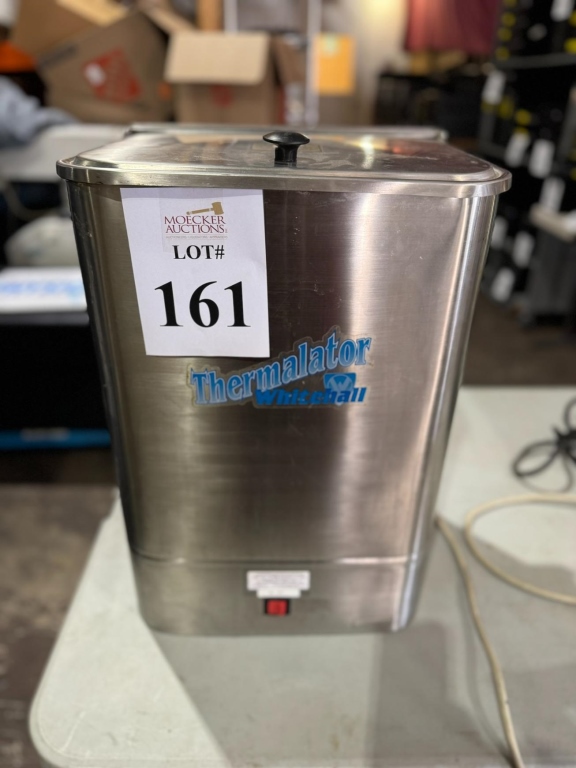 MOECKER
AUCTIONS
LOT#
161
Thermalator
Whitehall